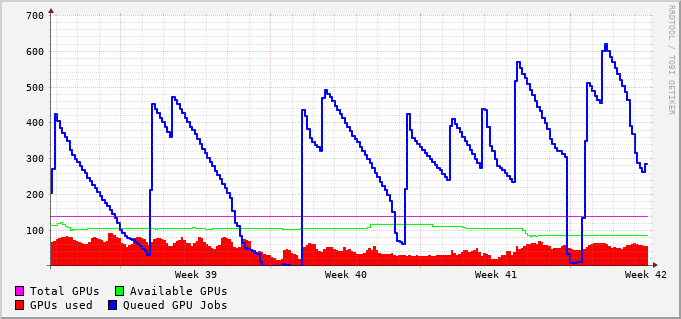 700
600
500
400
300
200
100
Week 39 Week 40 Week 41 Week 42
Total GPUs Available GPUs
GPUs used Queued GPU Jobs
RRDTOOL / TOBI OETIKER